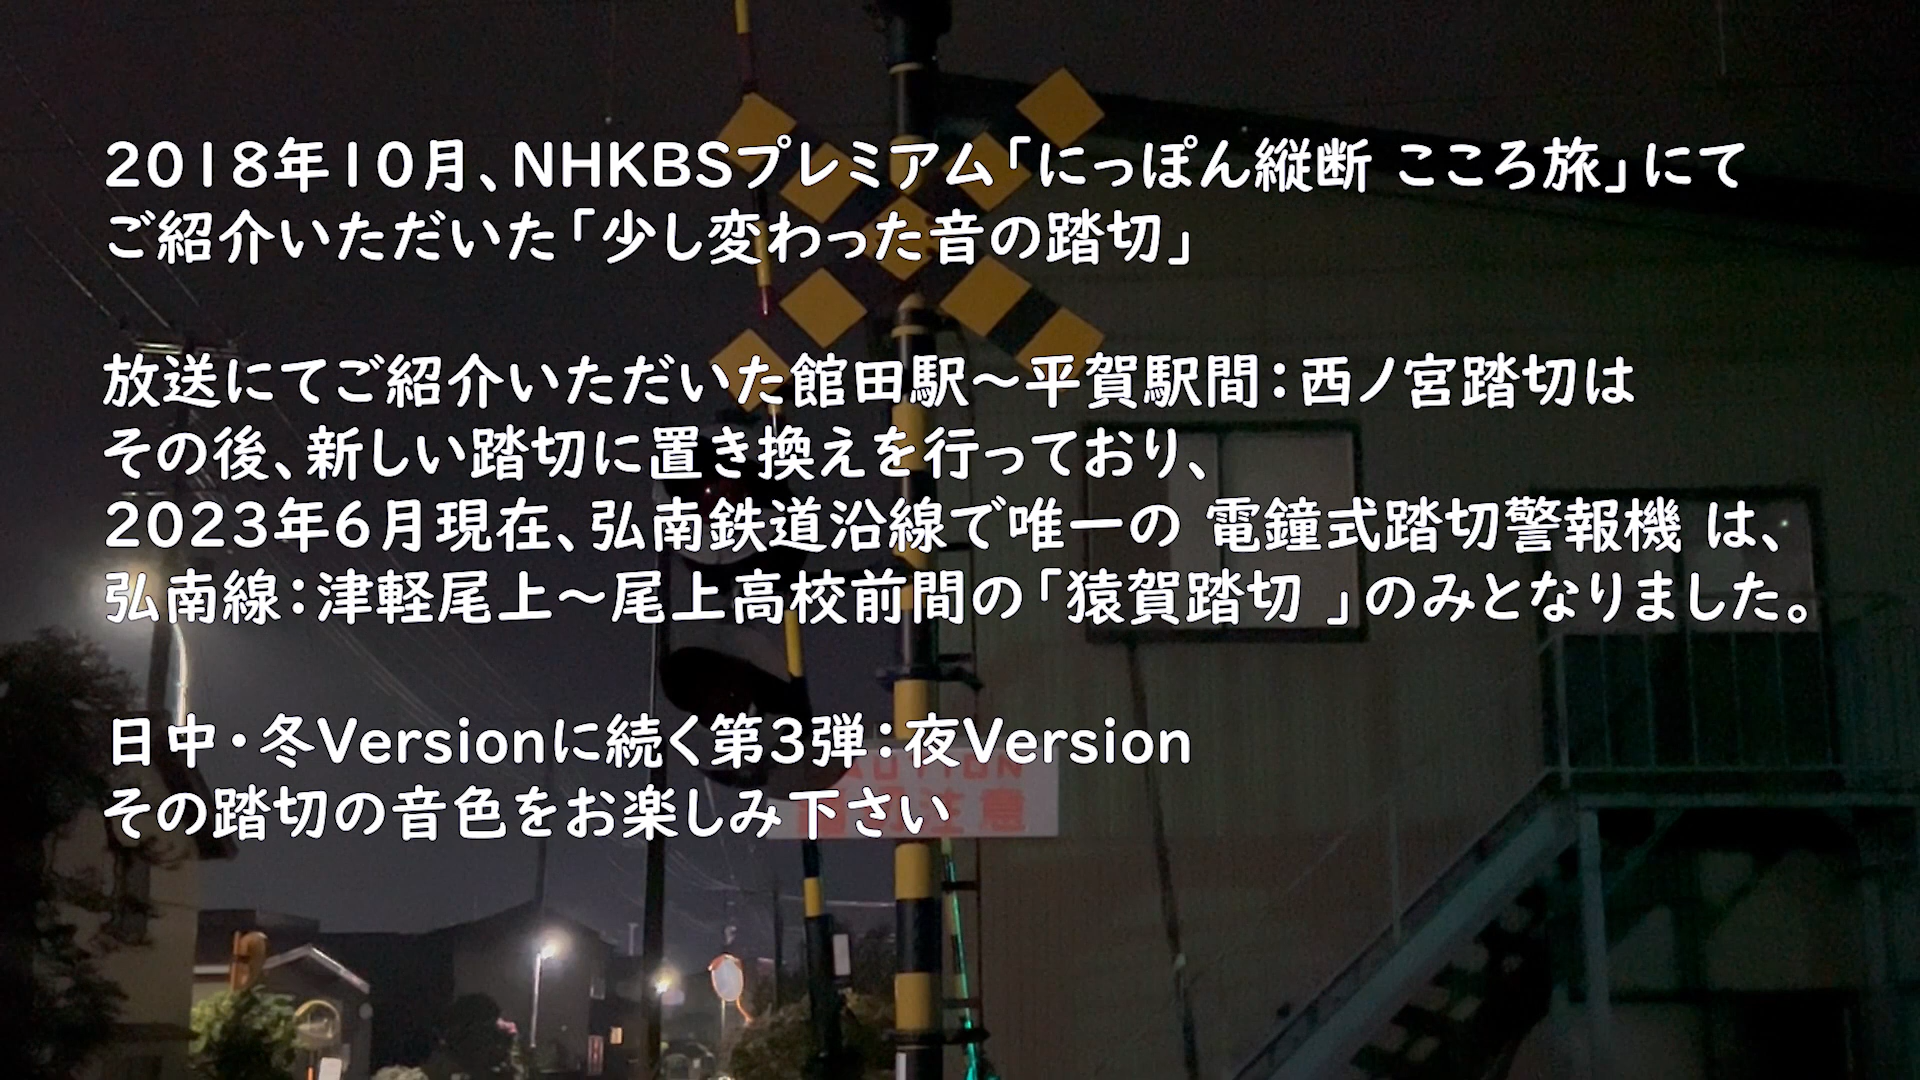 2018年10月、NHKBSプレミアム「にっぽん縦断 こころ旅」にて
ご紹介いただいた「少し変わった音の踏切」
放送にてご紹介いただいた館田駅～平賀駅間：西ノ宮踏切は
その後、新しい踏切に置き換えを行っており、
2023年6月現在、弘南鉄道沿線で唯一の 電鐘式踏切警報機 は、
弘南線：津軽尾上～尾上高校前間の「猿賀踏切 」のみとなりました。
日中・冬Versionに続く第3弾：夜Version
その踏切の音色をお楽しみ下さい